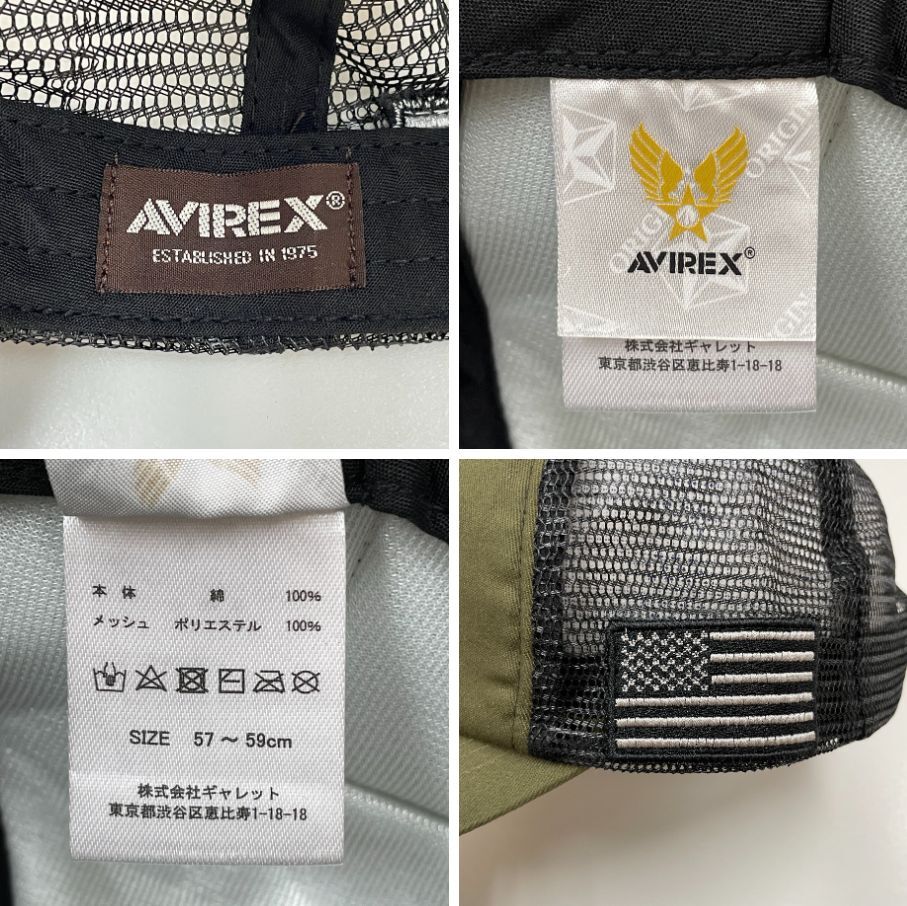 AVIREX®
ESTABLISHED IN 1975
ORIGIN
ORIGIN
ORIGIN
AVIREX®
株式会社ギャレット
東京都渋谷区恵比寿1-18-18
本 体 綿 100%
メッシュ ポリエステル 100%
SIZE 57 〜 59cm
株式会社ギャレット
東京都渋谷区恵比寿1-18-18